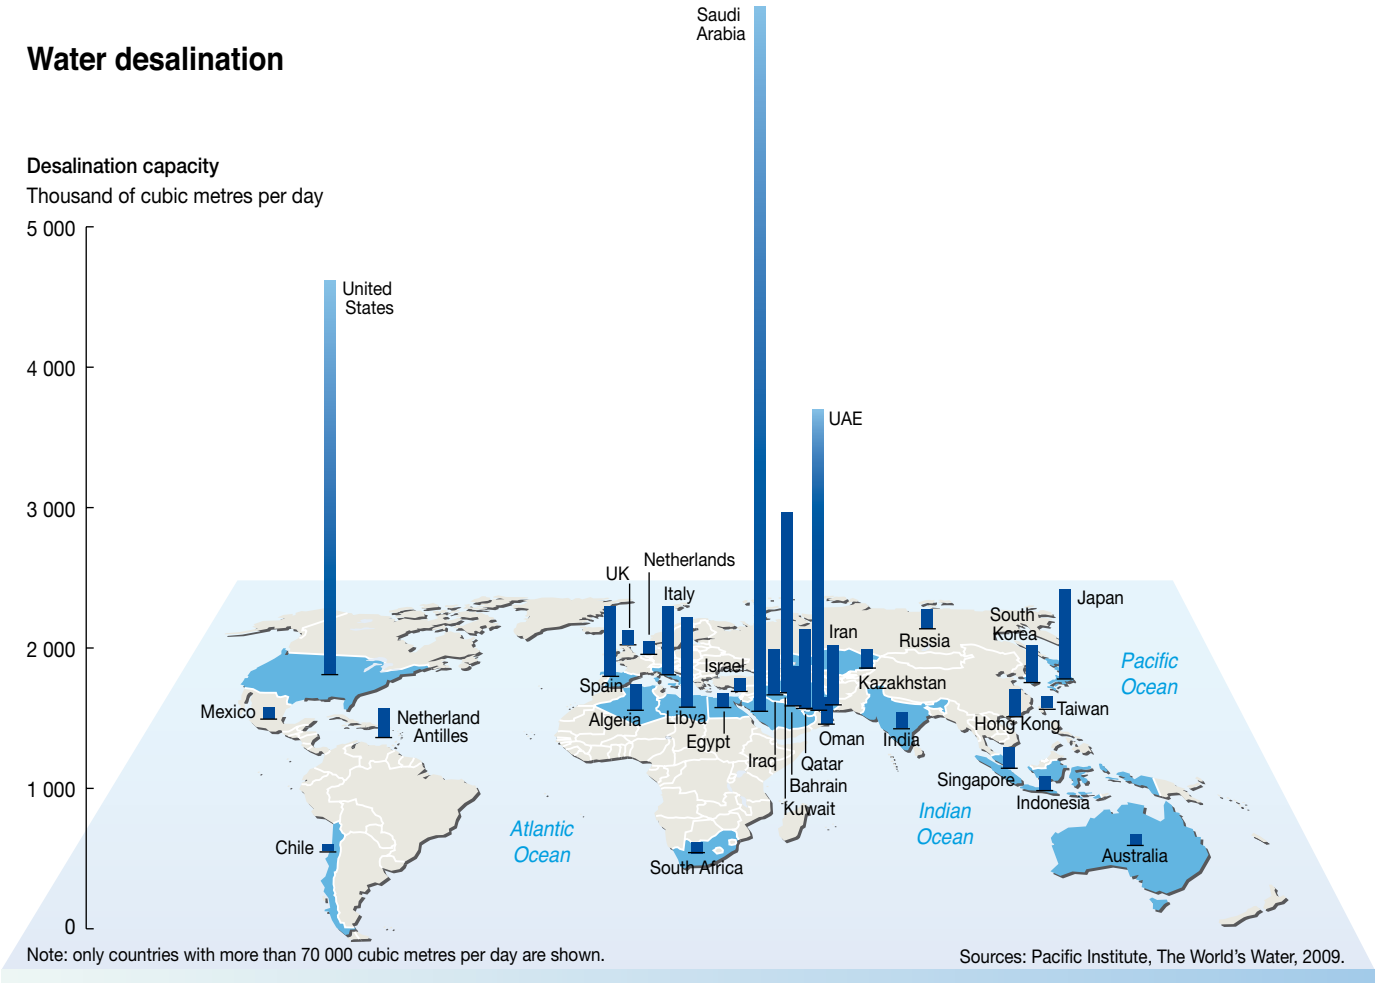 Saudi
Arabia
Water desalination
Desalination capacity
Thousand of cubic metres per day
5 000
United
States
4 000
UAE
3 000
Netherlands
UK
Italy
Japan
South
Korea
Iran
Russia
2 000
Israel
Pacific
Ocean
Spain
Kazakhstan
Mexico
Netherland
Antilles
Algeria
Libya
Egypt
Taiwan
Hong Kong
Oman
India
Iraq
Qatar
Bahrain
Kuwait
Singapore
Indonesia
1 000
Indian
Ocean
Atlantic
Ocean
Chile
South Africa
Australia
0
Note: only countries with more than 70 000 cubic metres per day are shown.
Sources: Pacific Institute, The World's Water, 2009.